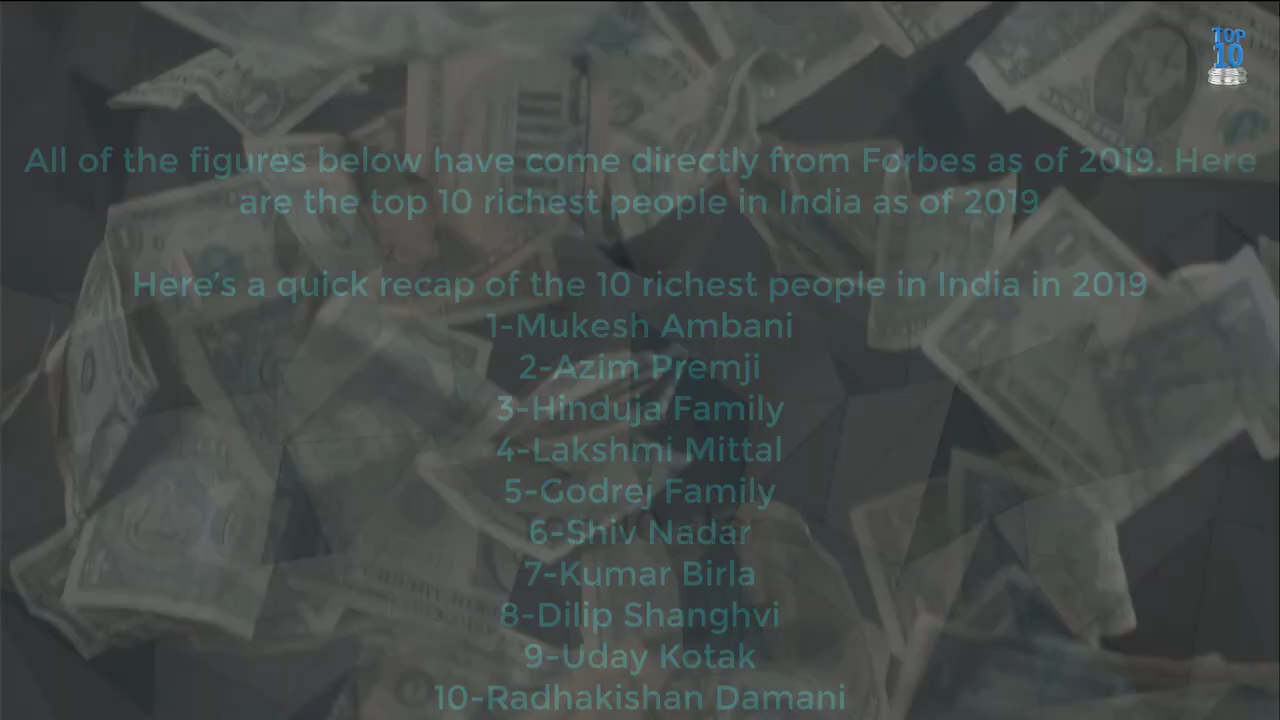 TOP
10
All of the figures below have come directly from Forbes as of 2019. Here
are the top 10 richest people in India as of 2019
Here’s a quick recap of the 10 richest people in India in 2019
1-Mukesh Ambani
2-Azim Premji
3-Hinduja Family
4-Lakshmi Mittal
5-Godrej Family
6-Shiv Nadar
7-Kumar Birla
8-Dilip Shanghvi
9-Uday Kotak
10-Radhakishan Damani